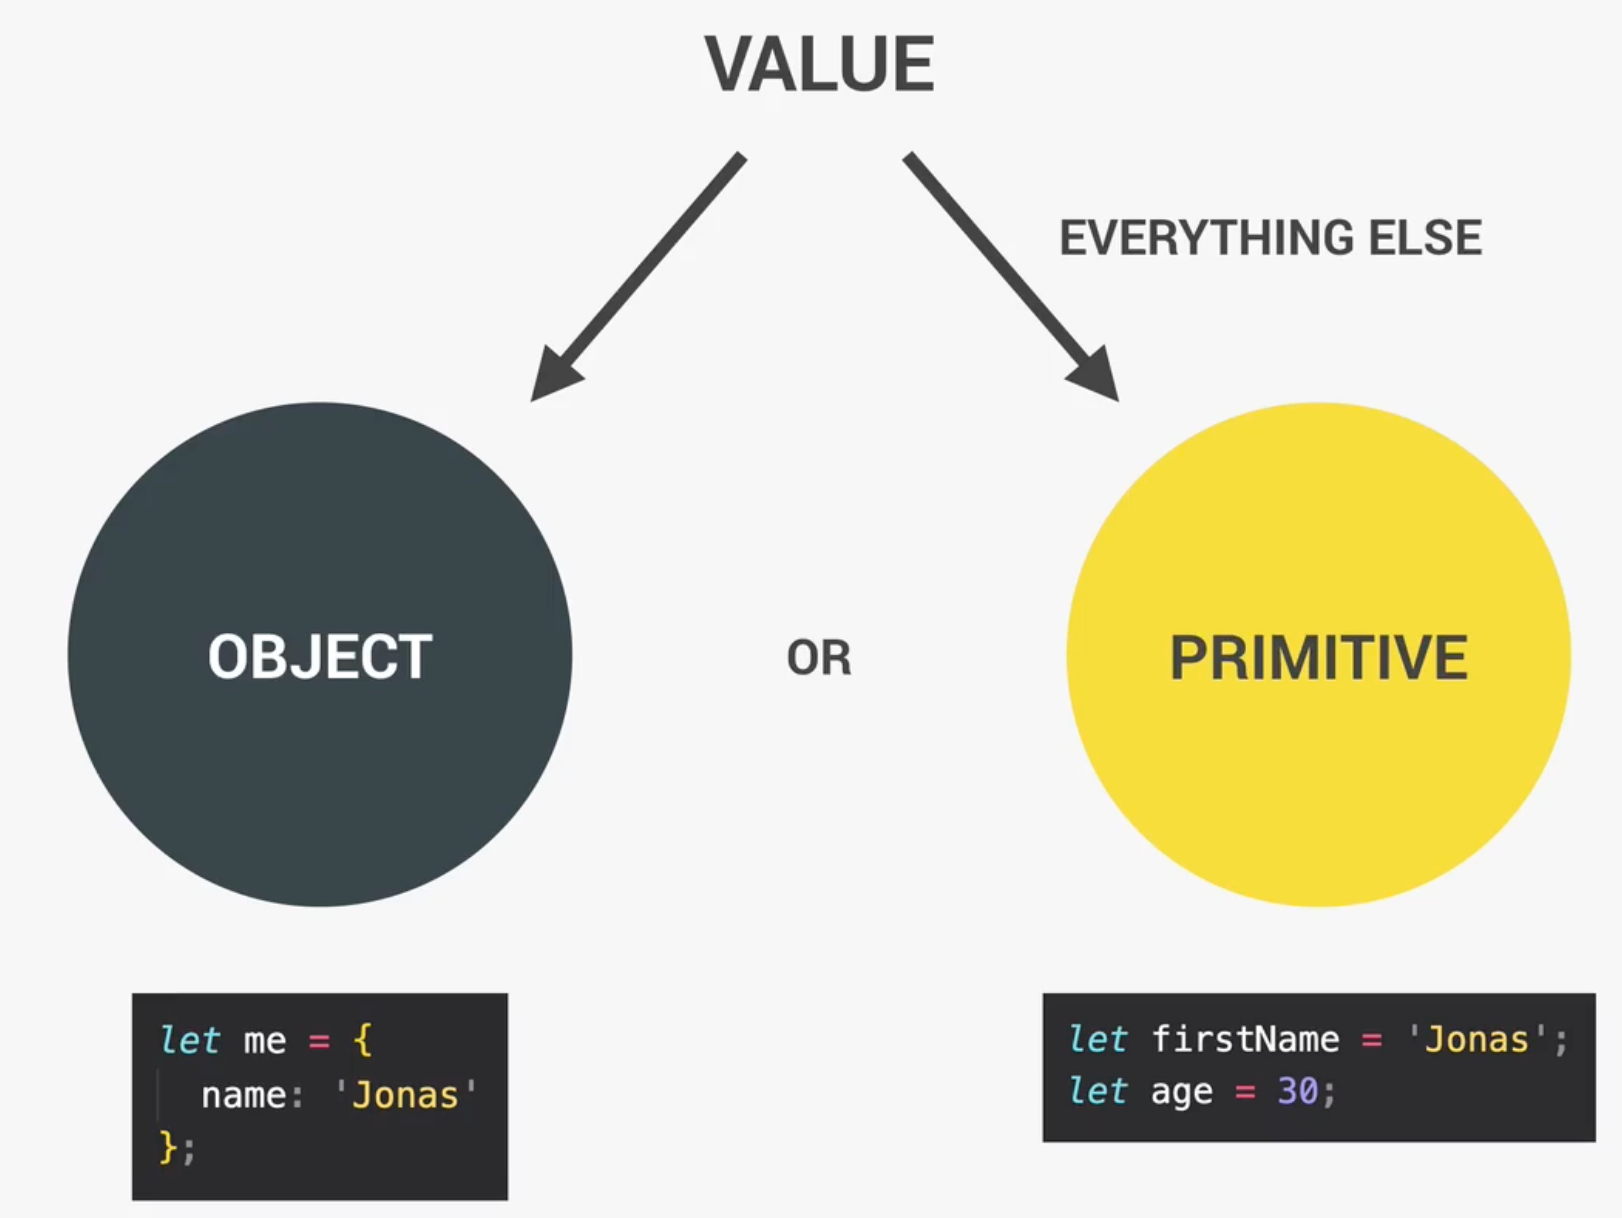 VALUE
EVERYTHING ELSE
OBJECT
OR
PRIMITIVE
let me = {
  name: 'Jonas'
};
let firstName = 'Jonas';
let age = 30;